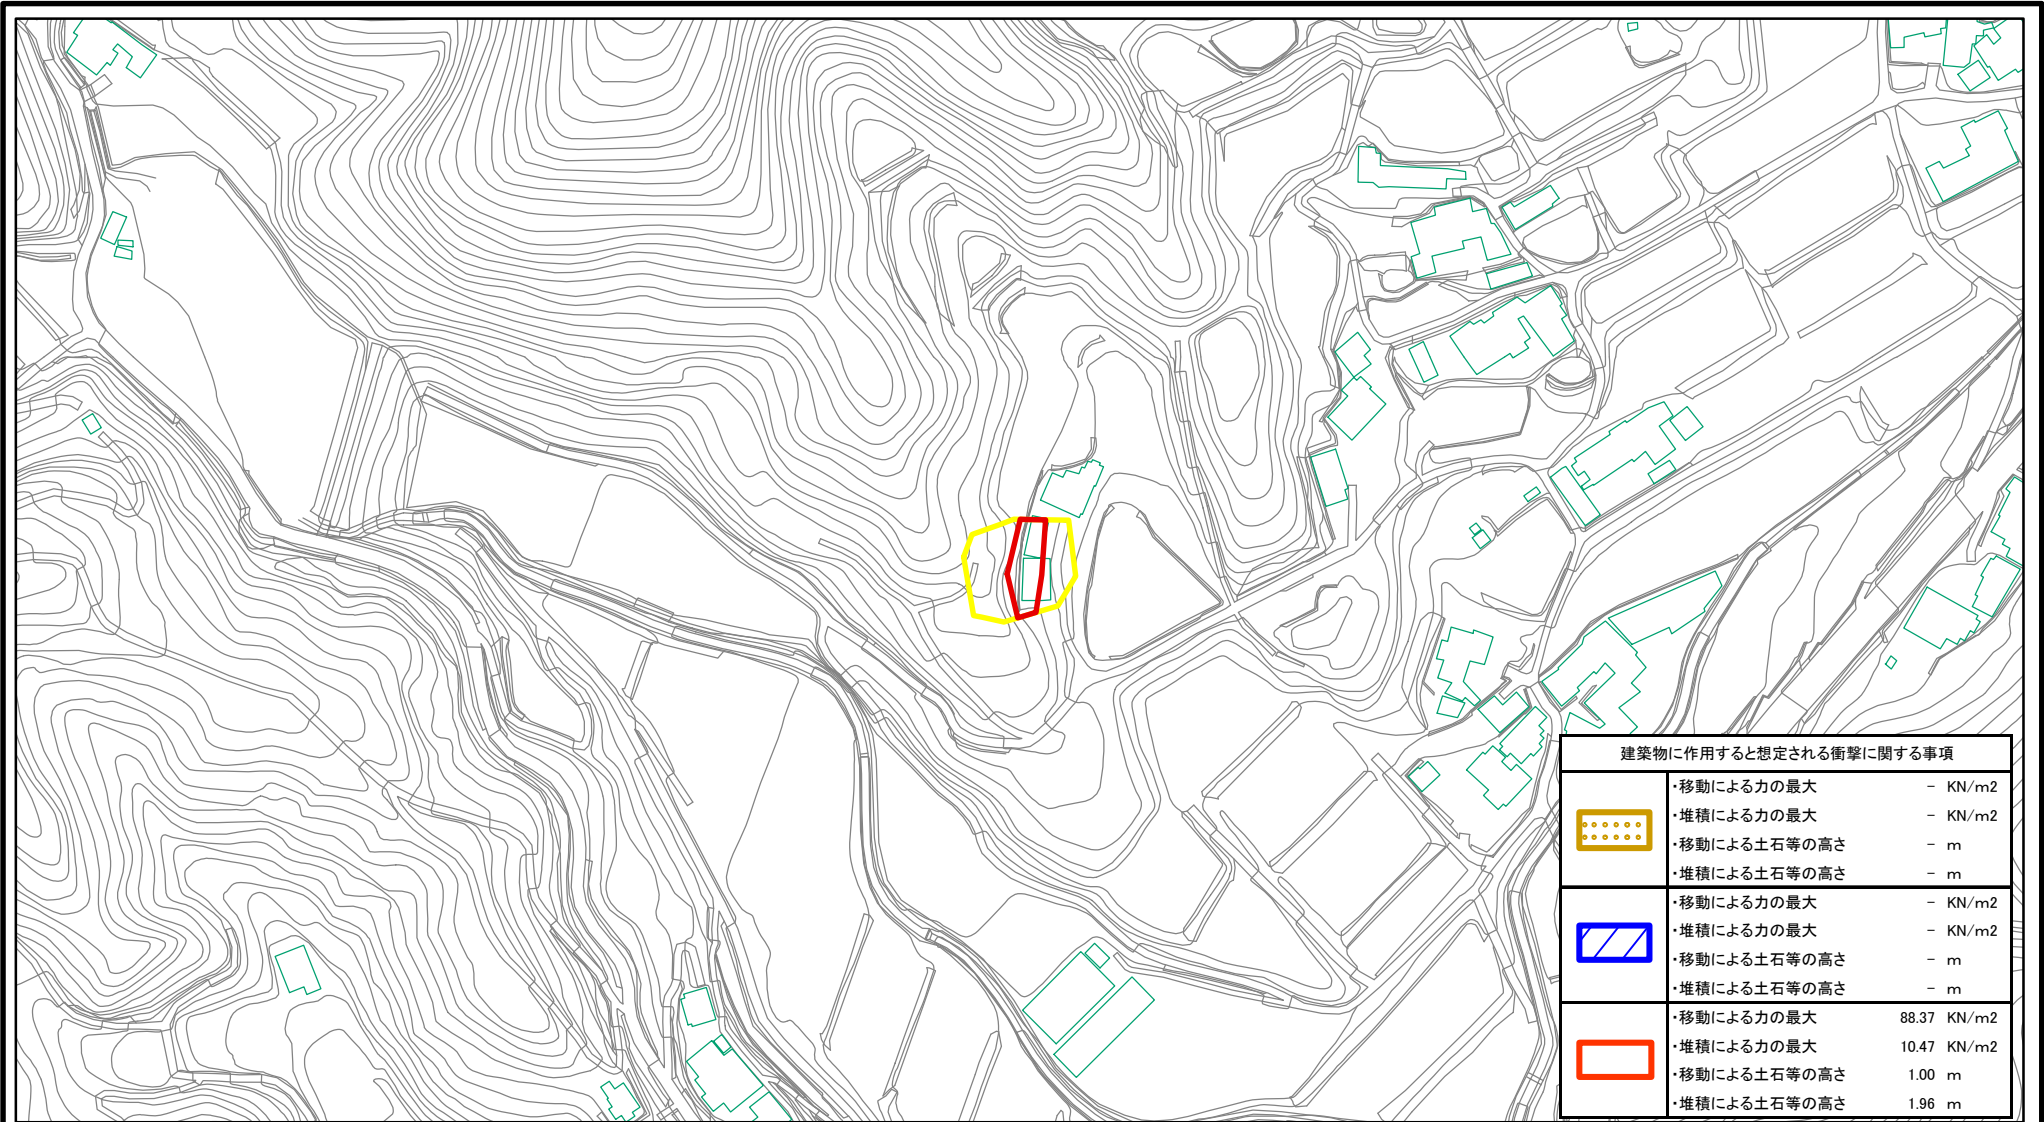 建築物に作用すると想定される衝撃に関する事項
・移動による力の最大 － KN/m2
・堆積による力の最大 － KN/m2
・移動による土石等の高さ － m
・堆積による土石等の高さ － m
・移動による力の最大 － KN/m2
・堆積による力の最大 － KN/m2
・移動による土石等の高さ － m
・堆積による土石等の高さ － m
・移動による力の最大 88.37 KN/m2
・堆積による力の最大 10.47 KN/m2
・移動による土石等の高さ 1.00 m
・堆積による土石等の高さ 1.96 m